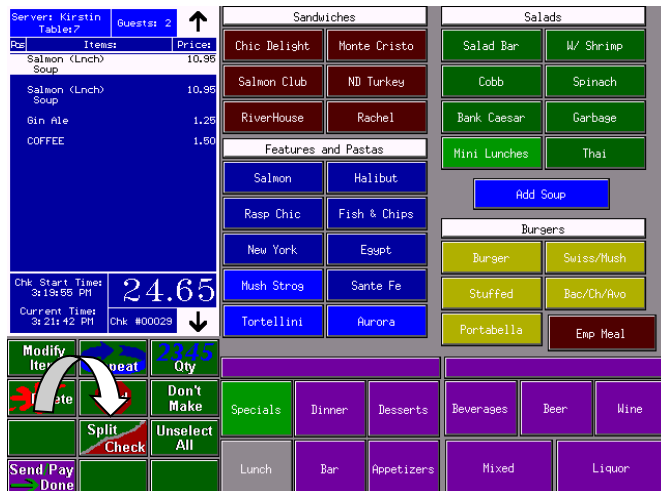 Server: Kirstin
Table:7
Guests: 2
Pos Items: Price:
Salmon (Lnch) 10.95
Soup
Salmon (Lnch) 10.95
Soup
Gin Ale 1.25
COFFEE 1.50
Chk Start Time:
3:19:55 PM
24.65
Current Time:
3:21:42 PM
Chk #00029
Sandwiches
Chic Delight Monte Cristo
Salmon Club ND Turkey
RiverHouse Rachel
Features and Pastas
Salmon Halibut
Rasp Chic Fish & Chips
New York Egypt
Mush Strog Sante Fe
Tortellini Aurora
Salads
Salad Bar W/ Shrimp
Cobb Spinach
Bank Caesar Garbage
Mini Lunches Thai
Add Soup
Burgers
Burger Swiss/Mush
Stuffed Bac/Ch/Avo
Portabella Emp Meal
Modify
2345
Qty
Don't
Make
Split
Check
Unselect
All
Send/Pay
Done
Specials Dinner Desserts Beverages Beer Wine
Lunch Bar Appetizers Mixed Liquor